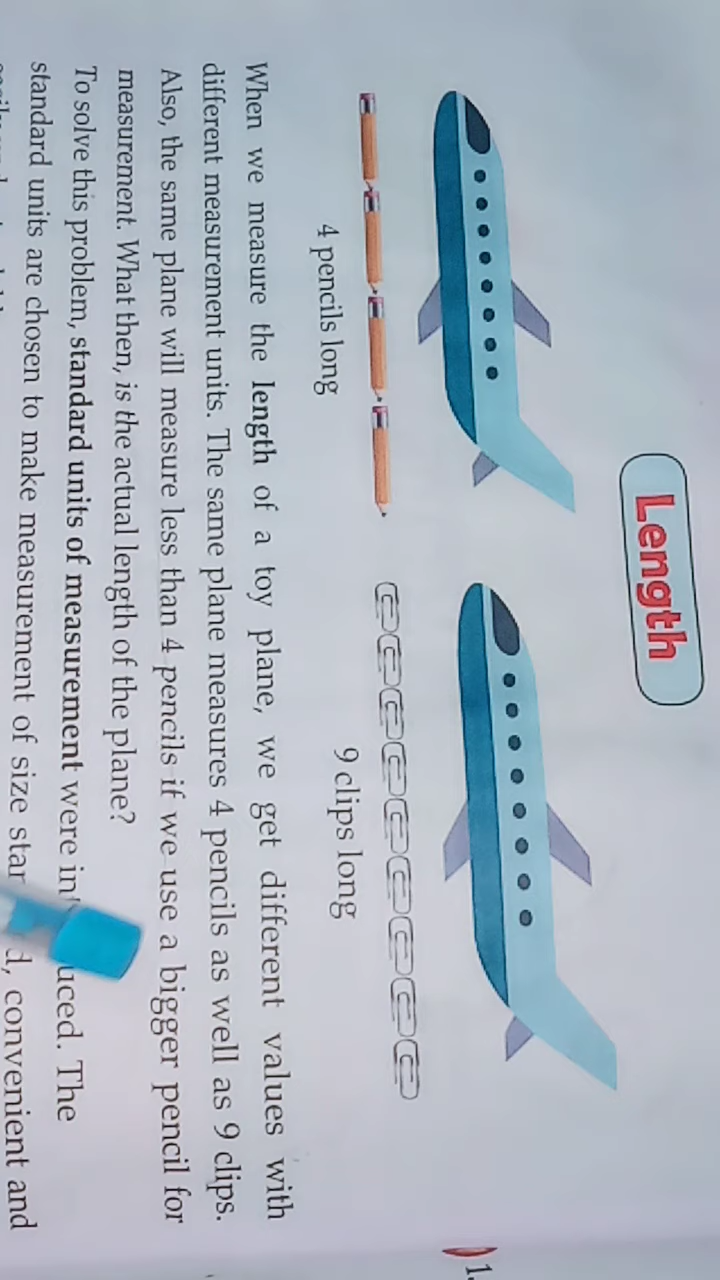 Length
4 pencils long
9 clips long
When we measure the length of a toy plane, we get different values with
different measurement units. The same plane measures 4 pencils as well as 9 clips.
Also, the same plane will measure less than 4 pencils if we use a bigger pencil for
measurement. What then, is the actual length of the plane?
To solve this problem, standard units of measurement were The
standard units are chosen to make measurement of size convenient and
1.